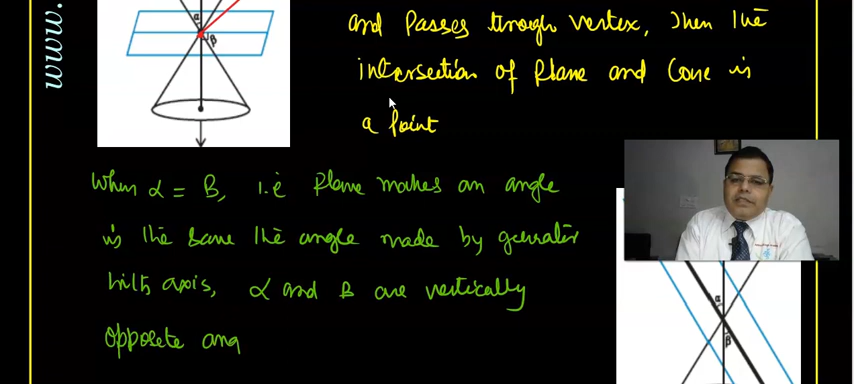 www.
α
β
and Passes through vertex, Then the
intersection of Plane and Cone is
a Point
When α = β, i.e Plane makes an angle
is the same the angle made by generator
with axis, α and β are vertically
opposite ang
α
β